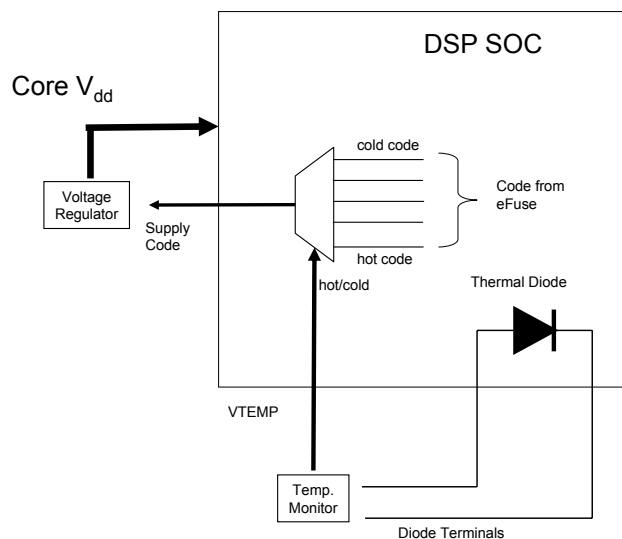 DSP SOC
Core Vdd
cold code
Voltage
Regulator
Code from
eFuse
Supply
Code
hot code
hot/cold
Thermal Diode
VTEMP
Temp.
Monitor
Diode Terminals